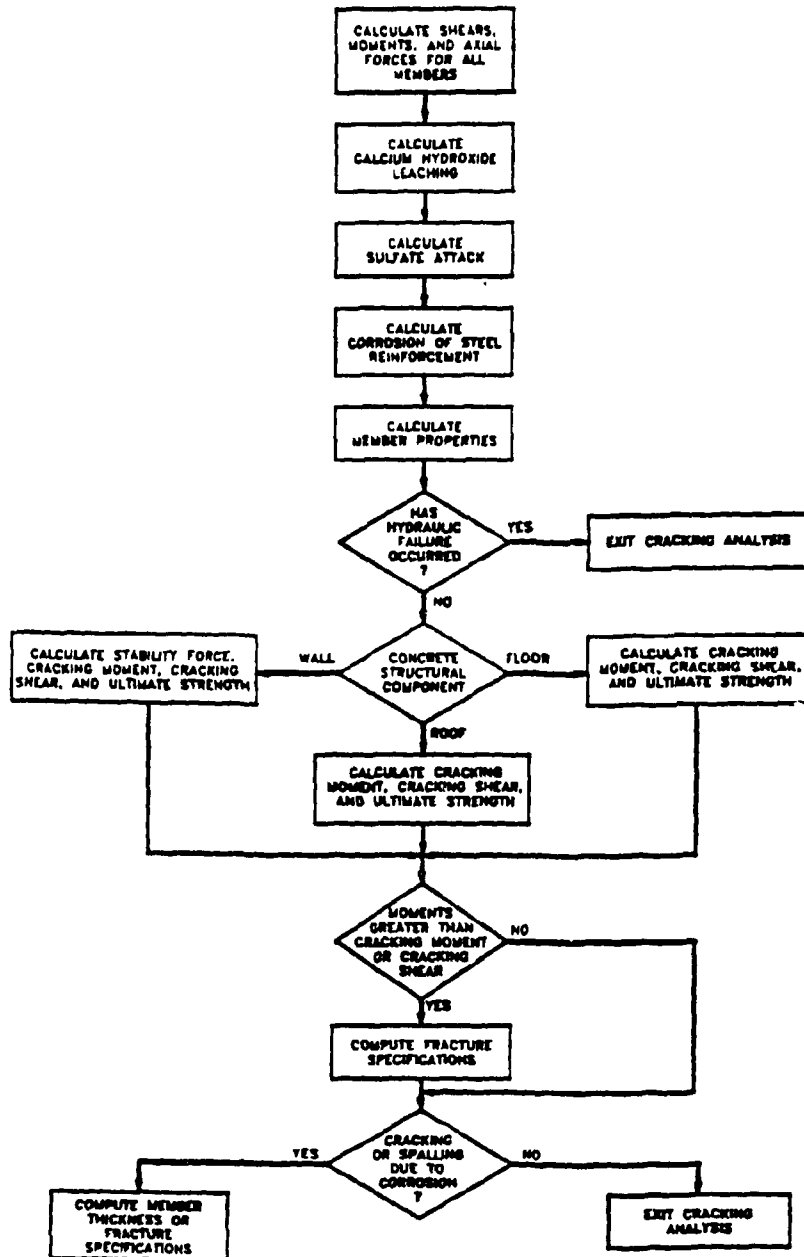 CALCULATE SHEARS,
MOMENTS, AND AXIAL
FORCES FOR ALL
MEMBERS
CALCULATE
CALCIUM HYDROXIDE
LEACHING
CALCULATE
SULFATE ATTACK
CALCULATE
CORROSION OF STEEL
REINFORCEMENT
CALCULATE
MEMBER PROPERTIES
HAS
HYDRAULIC
FAILURE
OCCURRED
?
YES
EXIT CRACKING ANALYSIS
NO
CALCULATE STABILITY FORCE,
CRACKING MOMENT, CRACKING
SHEAR, AND ULTIMATE STRENGTH
WALL
CONCRETE
STRUCTURAL
COMPONENT
FLOOR
CALCULATE CRACKING
MOMENT, CRACKING SHEAR,
AND ULTIMATE STRENGTH
ROOF
CALCULATE CRACKING
MOMENT, CRACKING SHEAR,
AND ULTIMATE STRENGTH
MOMENTS
GREATER THAN
CRACKING MOMENT
OR CRACKING
SHEAR
NO
YES
COMPUTE FRACTURE
SPECIFICATIONS
CRACKING
OR SPALLING
DUE TO
CORROSION
?
YES
NO
COMPUTE MEMBER
THICKNESS OR
FRACTURE
SPECIFICATIONS
EXIT CRACKING
ANALYSIS